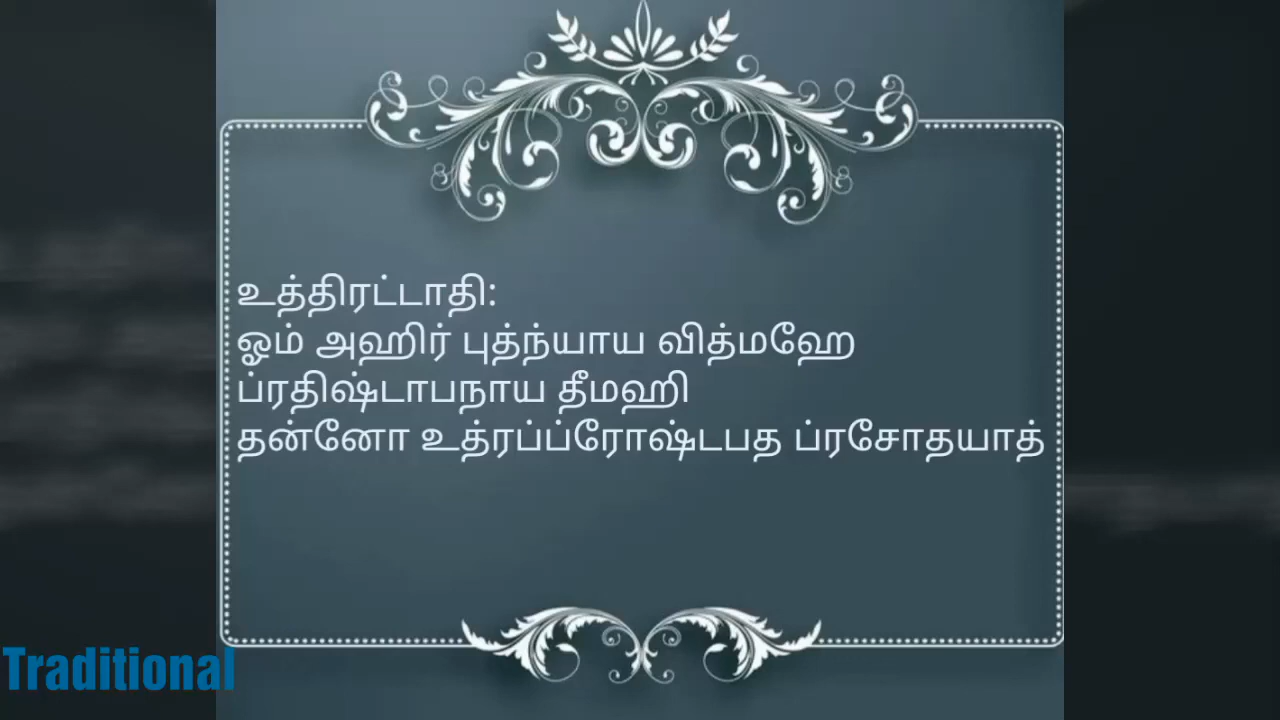 உத்திரட்டாதி:
ஓம் அஹிர் புத்ந்யாய வித்மஹே
ப்ரதிஷ்டாபநாய தீமஹி
தன்னோ உத்ரப்ப்ரோஷ்டபத ப்ரசோதயாத்
Traditional